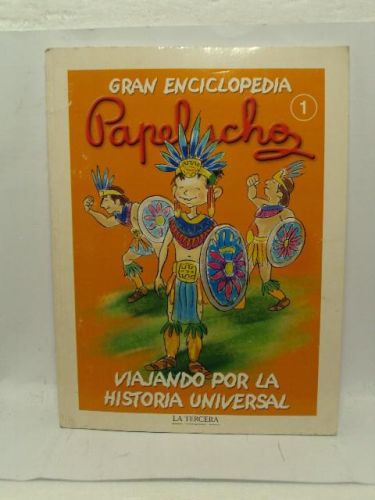 GRAN ENCICLOPEDIA
Papelucho
1
VIAJANDO POR LA
HISTORIA UNIVERSAL
LA TERCERA